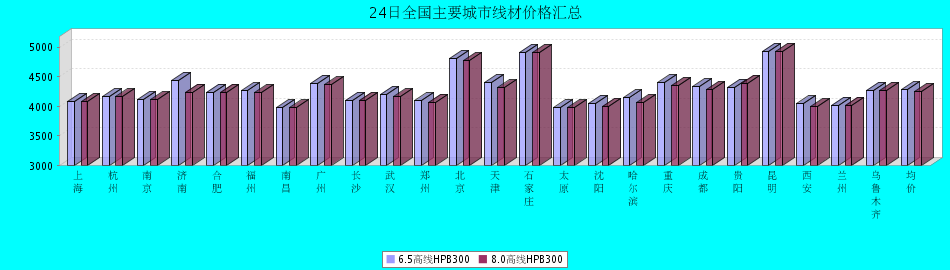 24日全国主要城市线材价格汇总
5000
4500
4000
3500
3000
上海
杭州
南京
济南
合肥
福州
南昌
广州
长沙
武汉
郑州
北京
天津
石家庄
太原
沈阳
哈尔滨
重庆
成都
贵阳
昆明
西安
兰州
乌鲁木齐
均价
6.5高线HPB300
8.0高线HPB300